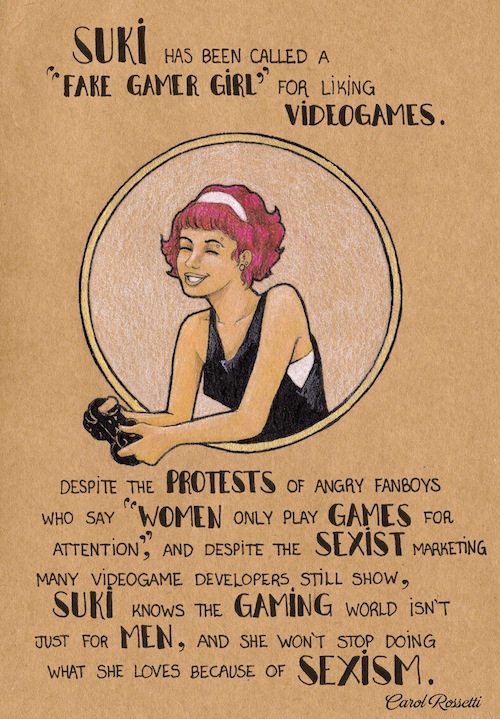 SUKi HAS BEEN CALLED A
"FAKE GAMER GiRL" FOR LiKING
ViDEOGAMES.
DESPiTE THE PROTESTS OF ANGRY FANBOYS
WHO SAY "WOMEN ONLY PLAY GAMES FOR
ATTENTiON", AND DESPiTE THE SEXiST MARKETiNG
MANY ViDEOGAME DEVELOPERS STiLL SHOW,
SUKi KNOWS THE GAMiNG WORLD ISN'T
JUST FOR MEN, AND SHE WON'T STOP DOING
WHAT SHE LOVES BECAUSE OF SEXiSM.
Carol Rossetti